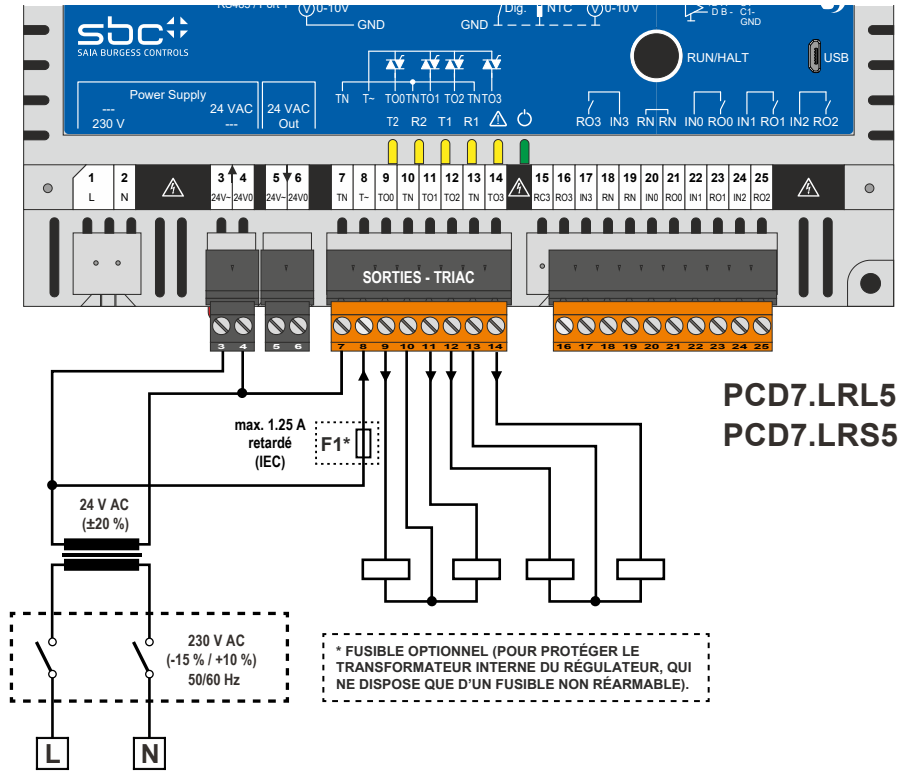 0-10V
GND
Dig.
NTC
0-10V
GND
D B -
C1-
GND
sbc
SAIA BURGESS CONTROLS
RUN/HALT
USB
Power Supply
---
230 V
24 VAC
---
24 VAC
Out
TN T~ TO0 TN TO1 TO2 TN TO3
T2 R2 T1 R1
RO3 IN3 RN RN IN0 RO0 IN1 RO1 IN2 RO2
1 2 3 4 5 6 7 8 9 10 11 12 13 14 15 16 17 18 19 20 21 22 23 24 25
L N 24V~ 24V0 24V~ 24V0 TN T~ TO0 TN TO1 TO2 TN TO3 RC3 RO3 IN3 RN RN IN0 RO0 IN1 RO1 IN2 RO2
SORTIES - TRIAC
3 4 5 6 7 8 9 10 11 12 13 14 16 17 18 19 20 21 22 23 24 25
PCD7.LRL5
PCD7.LRS5
max. 1.25 A
retardé
(IEC)
F1*
24 V AC
(±20 %)
230 V AC
(-15 % / +10 %)
50/60 Hz
* FUSIBLE OPTIONNEL (POUR PROTÉGER LE
TRANSFORMATEUR INTERNE DU RÉGULATEUR, QUI
NE DISPOSE QUE D'UN FUSIBLE NON RÉARMABLE).
L N